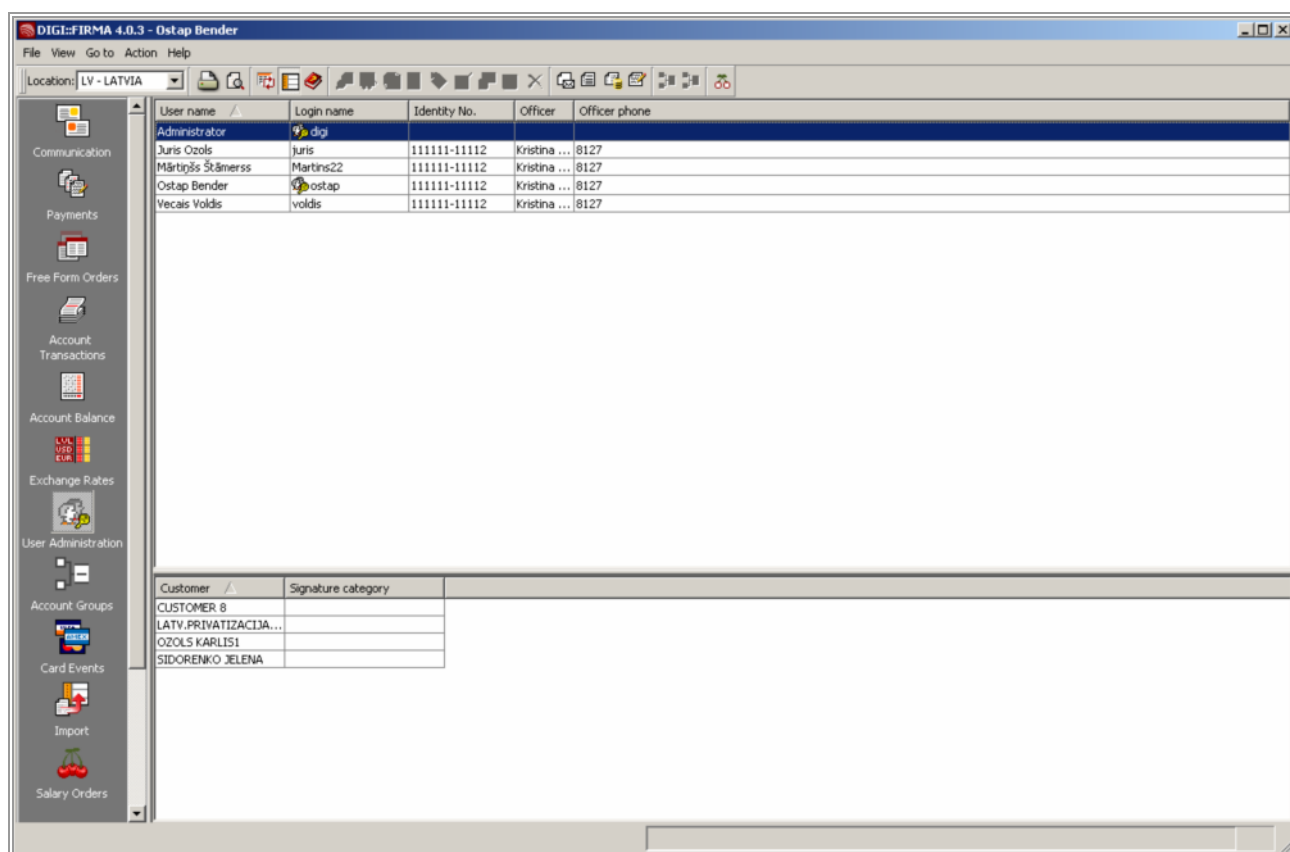 DIGI::FIRMA 4.0.3 - Ostap Bender
File View Go to Action Help
Location: LV - LATVIA
Communication
Payments
Free Form Orders
Account
Transactions
Account Balance
LVL
USD
EUR
Exchange Rates
User Administration
Account Groups
Card Events
Import
Salary Orders
User name Login name Identity No. Officer Officer phone
Administrator digi
Juris Ozols juris 111111-11112 Kristina ... 8127
Mārtiņšs Štāmerss Martins22 111111-11112 Kristina ... 8127
Ostap Bender ostap 111111-11112 Kristina ... 8127
Vecais Voldis voldis 111111-11112 Kristina ... 8127
Customer Signature category
CUSTOMER 8
LATV.PRIVATIZACIJA...
OZOLS KARLIS1
SIDORENKO JELENA